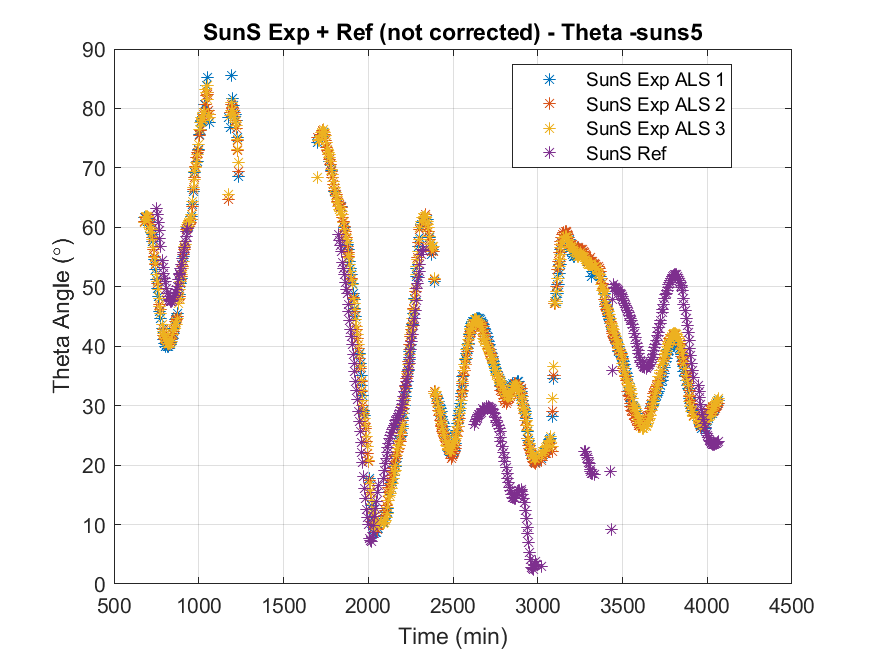 SunS Exp + Ref (not corrected) - Theta -suns5
90
80
70
60
50
40
30
20
10
0
Theta Angle (°)
SunS Exp ALS 1
SunS Exp ALS 2
SunS Exp ALS 3
SunS Ref
500 1000 1500 2000 2500 3000 3500 4000 4500
Time (min)